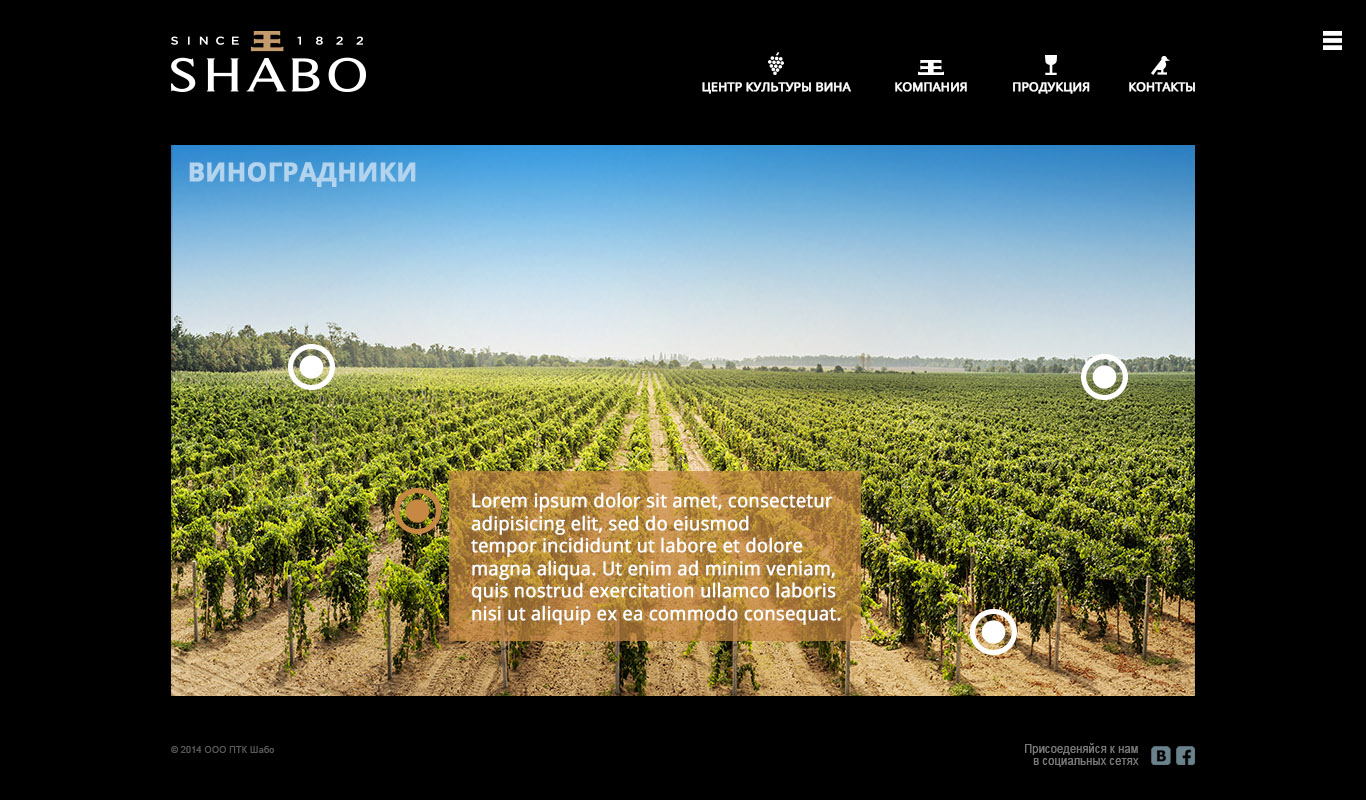 SINCE 1822
SHABO
ЦЕНТР КУЛЬТУРЫ ВИНА
КОМПАНИЯ
ПРОДУКЦИЯ
КОНТАКТЫ
ВИНОГРАДНИКИ
Lorem ipsum dolor sit amet, consectetur
adipisicing elit, sed do eiusmod
tempor incididunt ut labore et dolore
magna aliqua. Ut enim ad minim veniam,
quis nostrud exercitation ullamco laboris
nisi ut aliquip ex ea commodo consequat.
© 2014 ООО ПТК Шабо
Присоеденяйся к нам
в социальных сетях